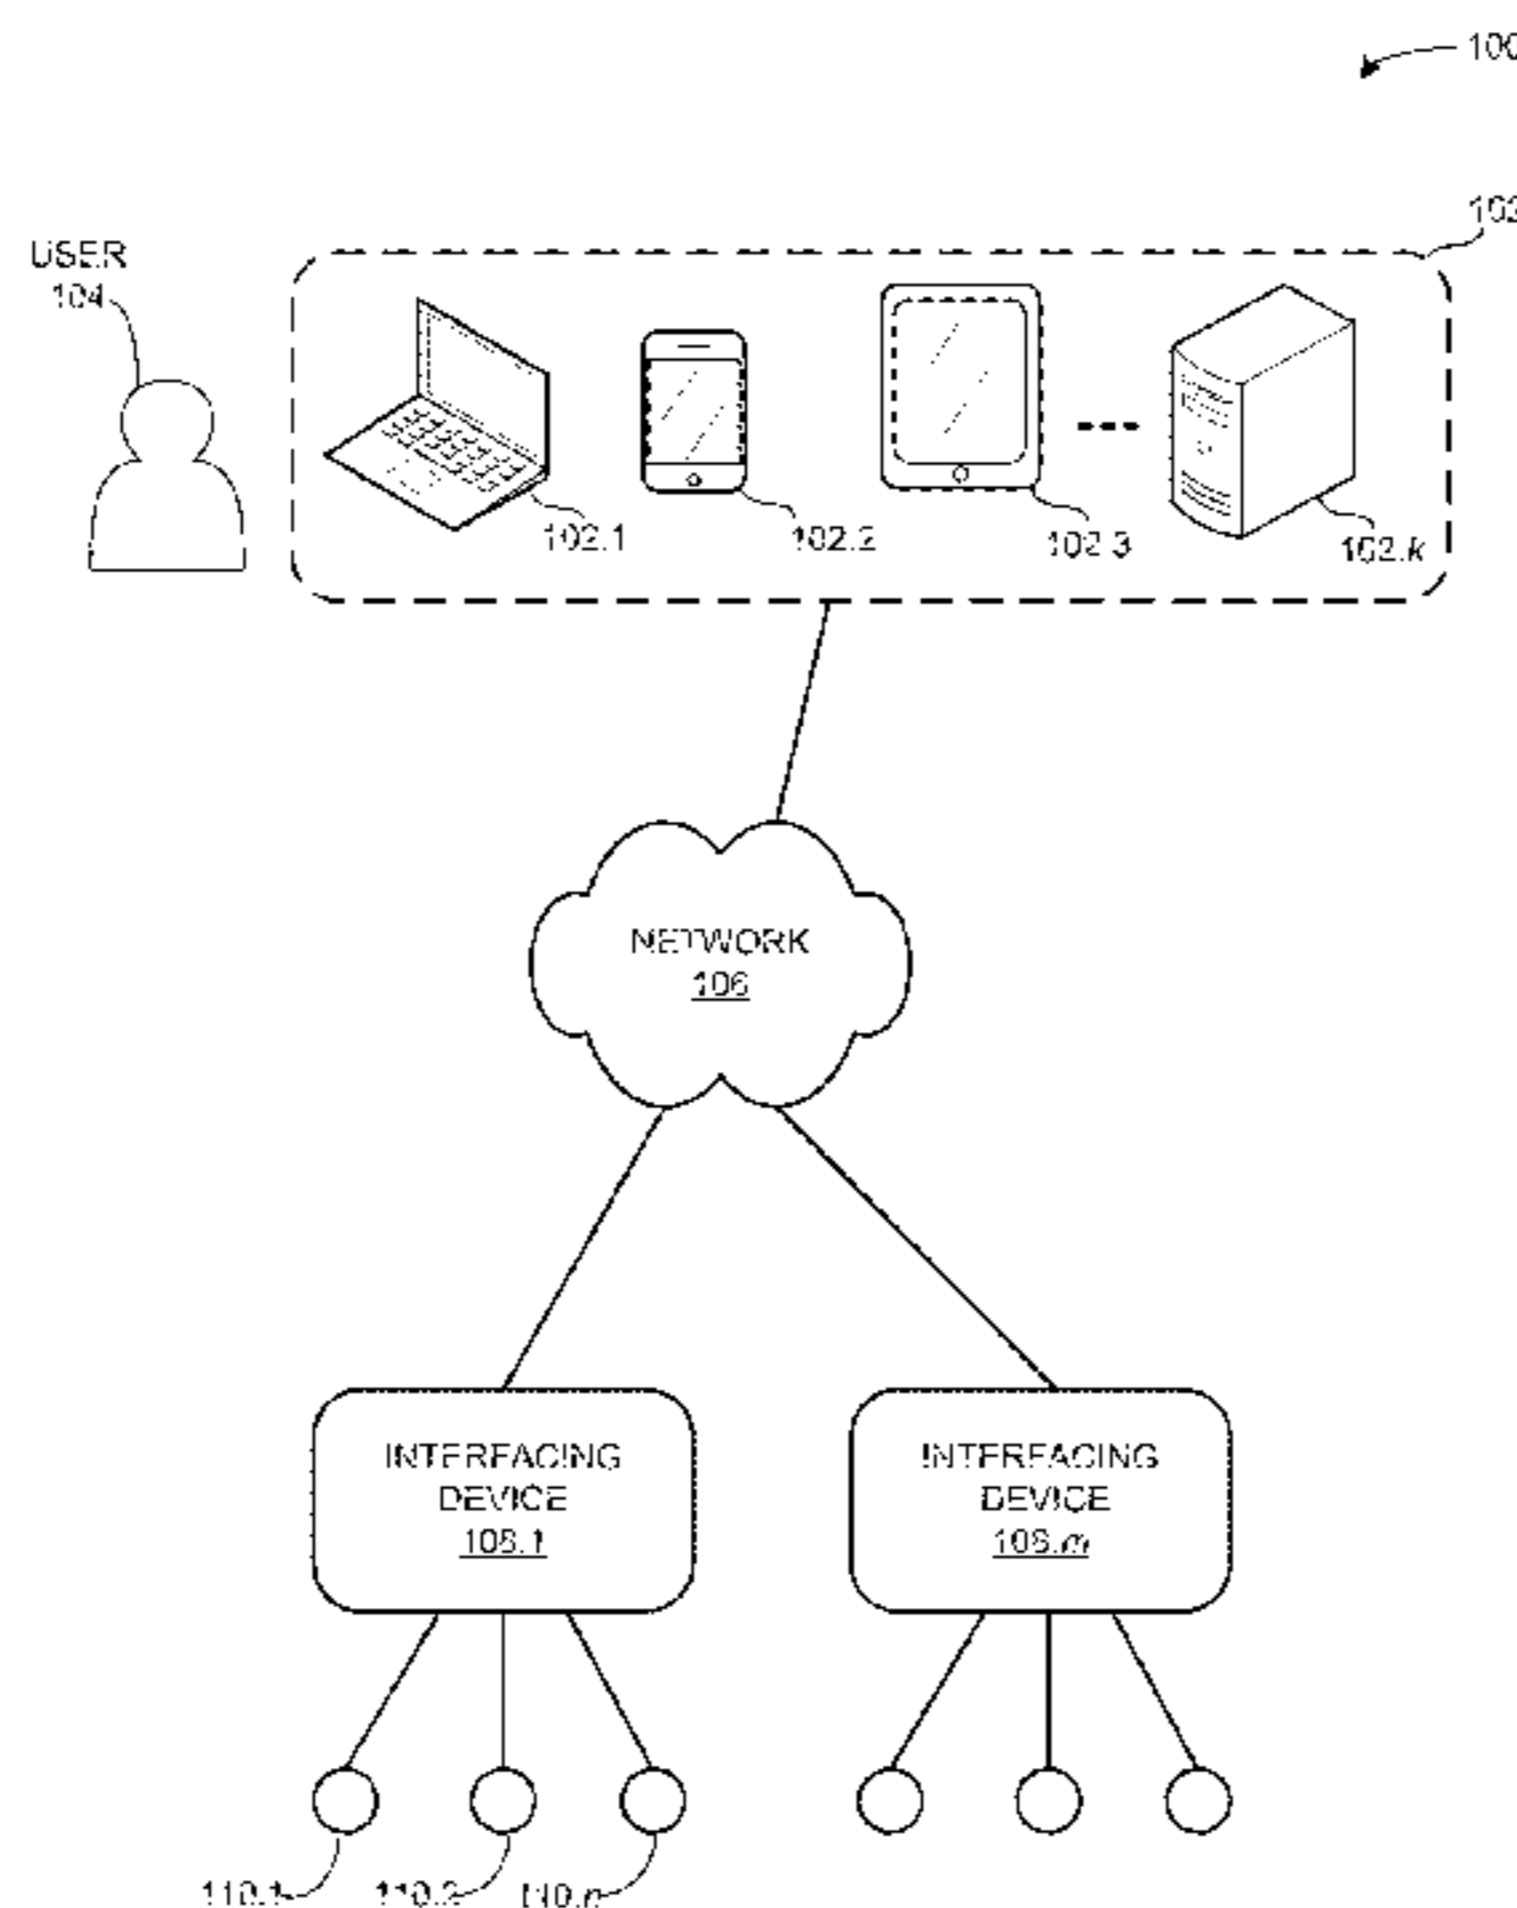 100
102
USER
104
102.1
102.2
102.3
102.k
NETWORK
106
INTERFACING
DEVICE
108.1
INTERFACING
DEVICE
108.m
110.1
110.2
110.n